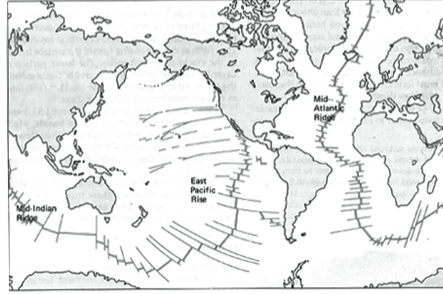 Mid-
Atlantic
Ridge
East
Pacific
Rise
Mid-Indian
Ridge